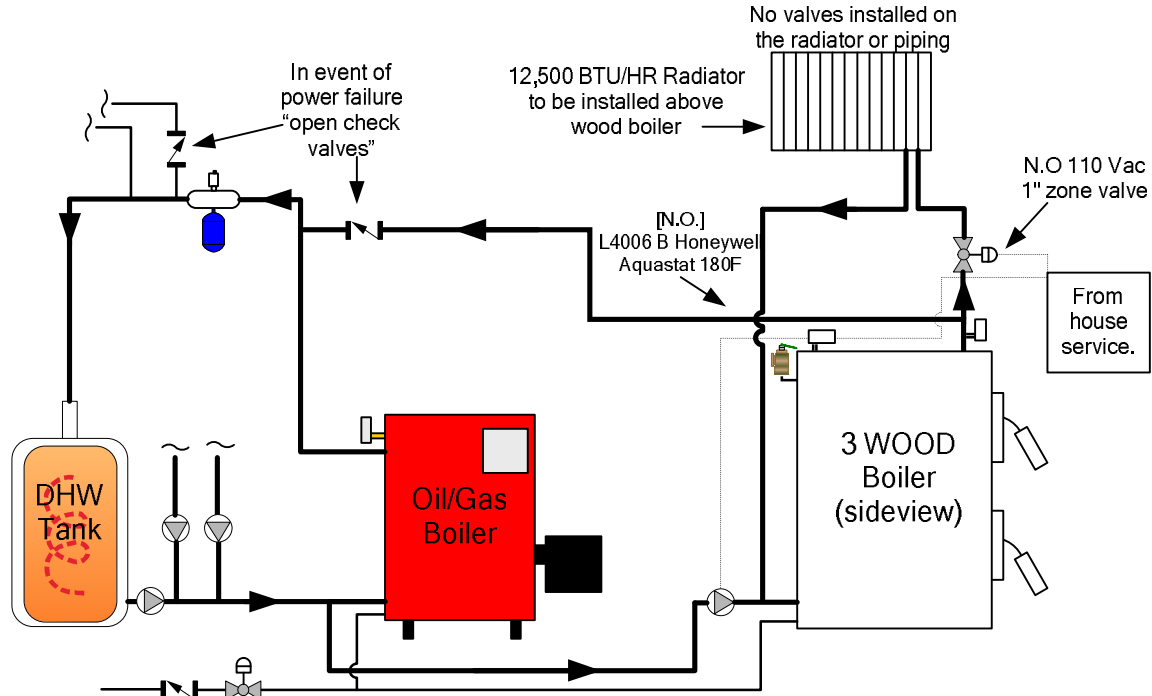 No valves installed on
the radiator or piping
In event of
power failure
“open check
valves”
12,500 BTU/HR Radiator
to be installed above
wood boiler
N.O 110 Vac
1" zone valve
[N.O.]
L4006 B Honeywel
Aquastat 180F
From
house
service.
3 WOOD
Boiler
(sideview)
DHW
Tank
Oil/Gas
Boiler